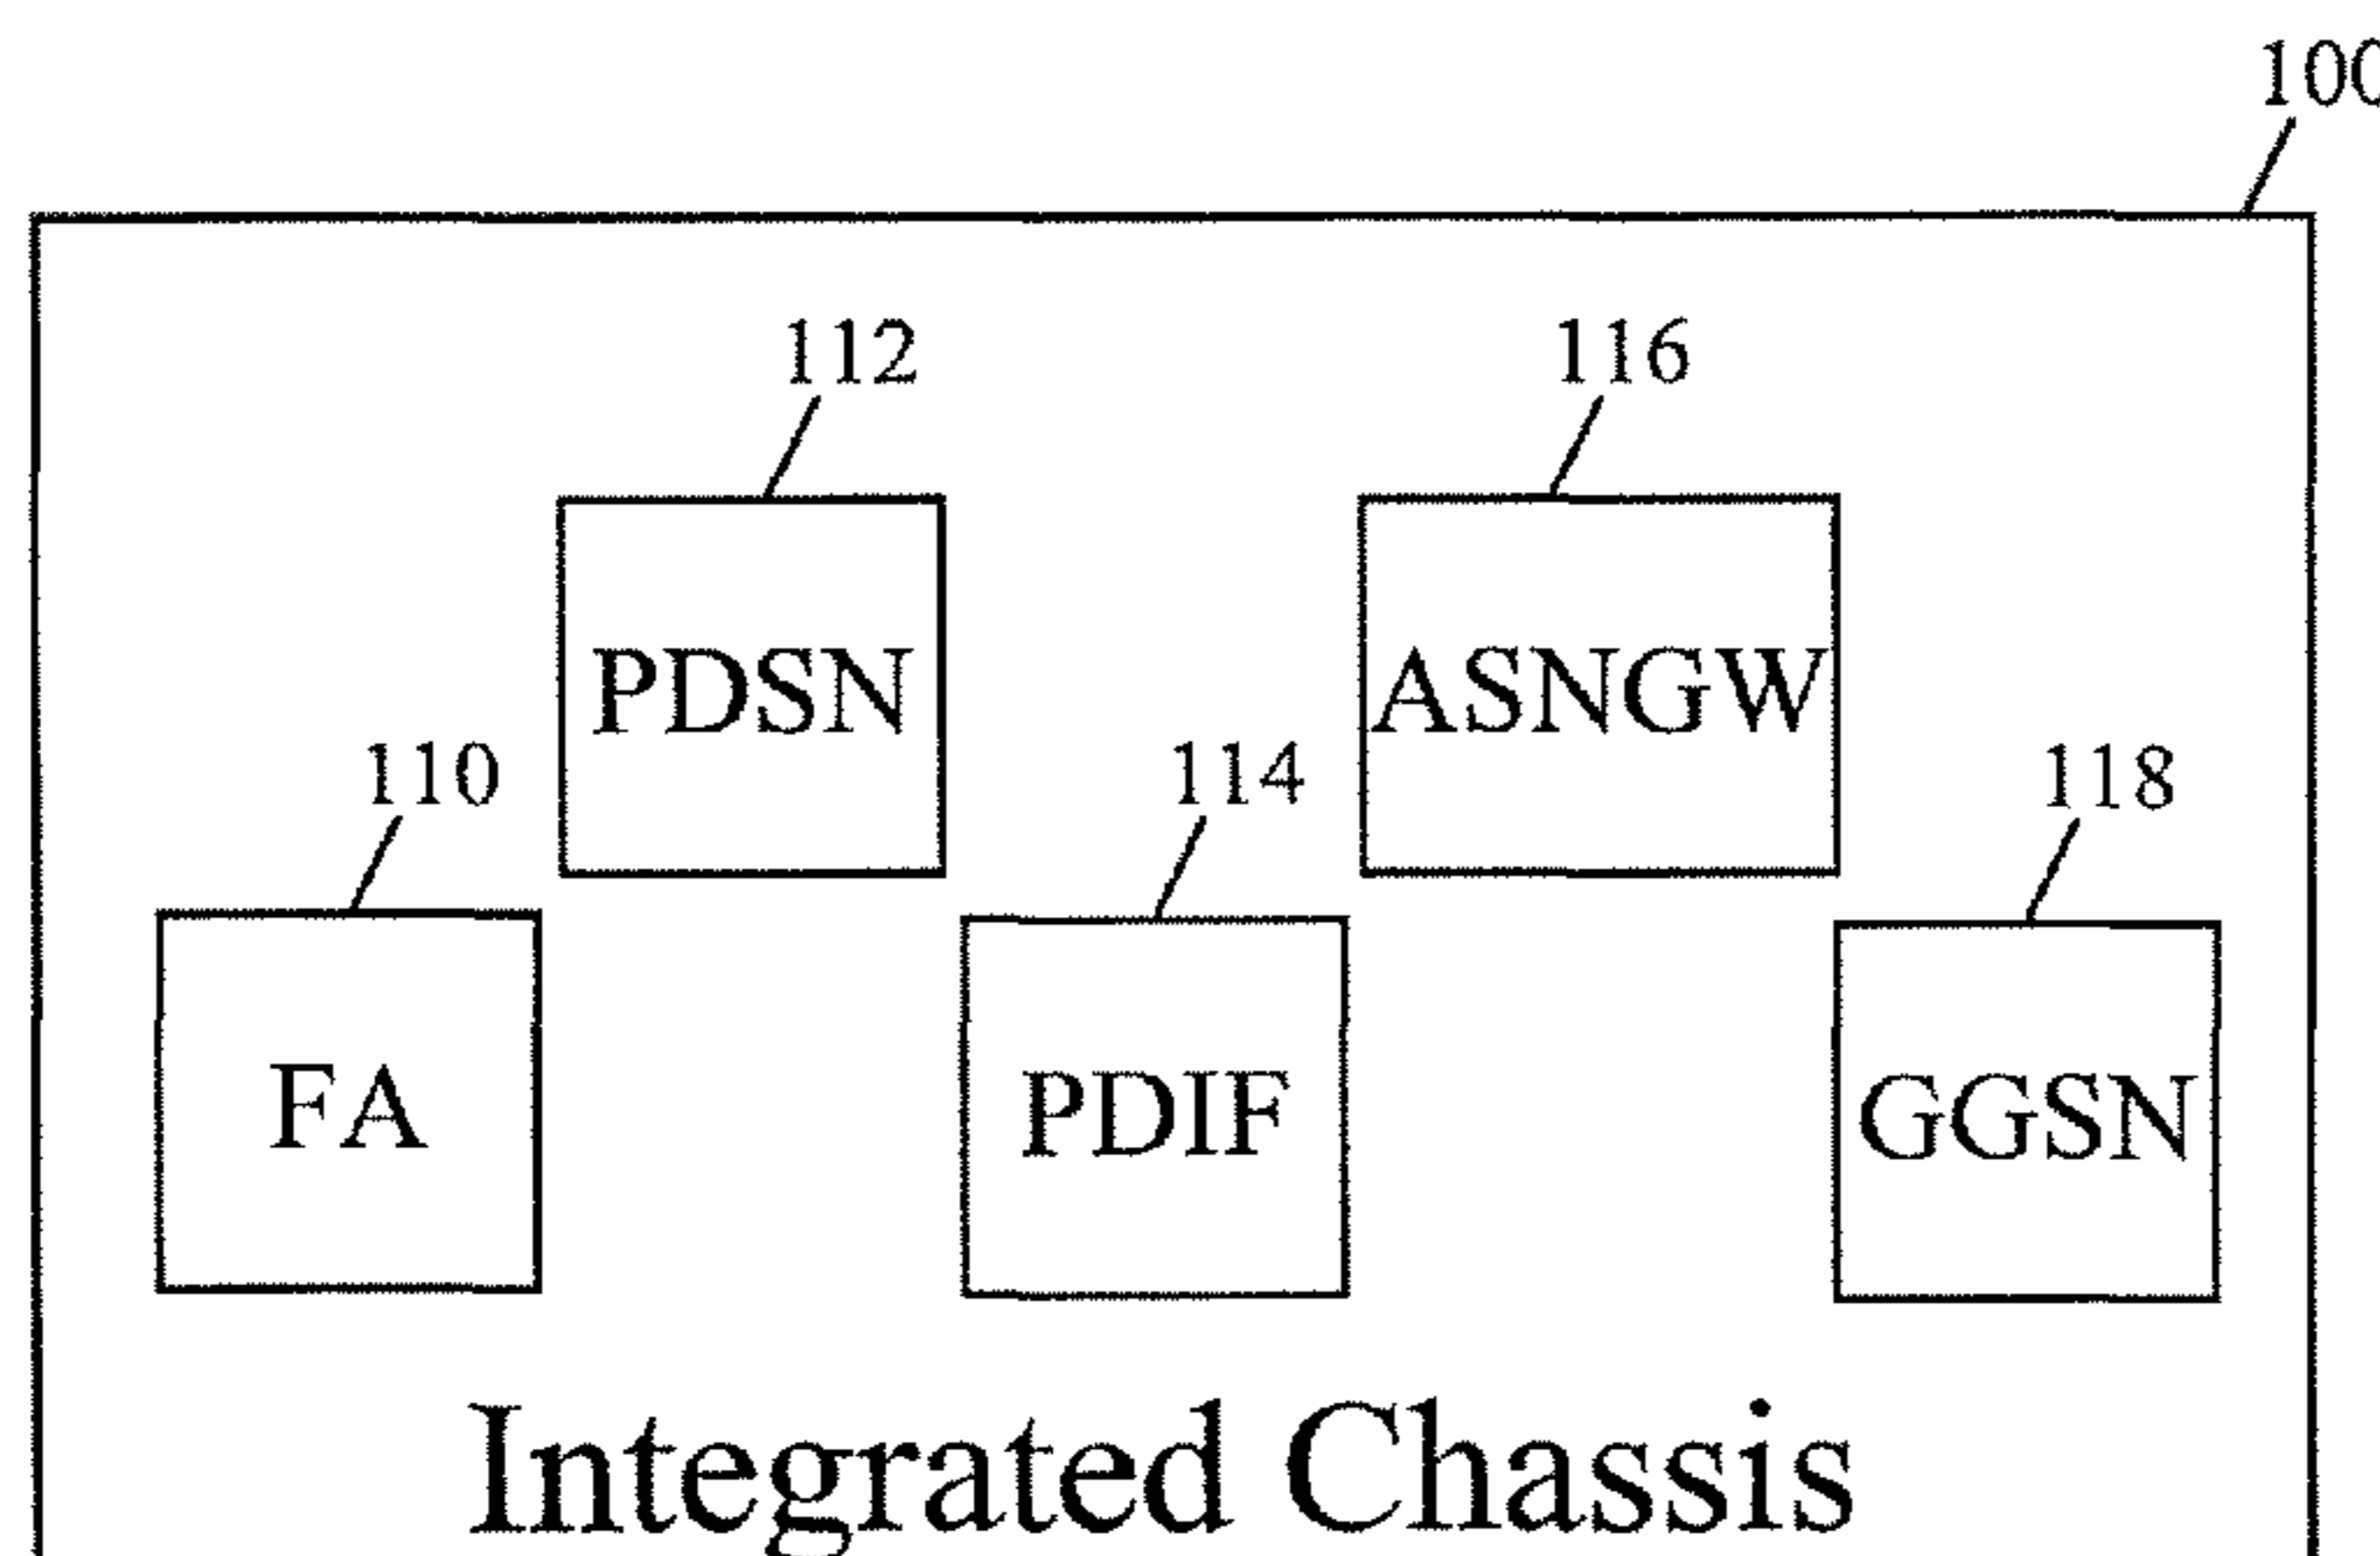 100
112 116
PDSN ASNGW
110 114 118
FA PDIF GGSN
Integrated Chassis